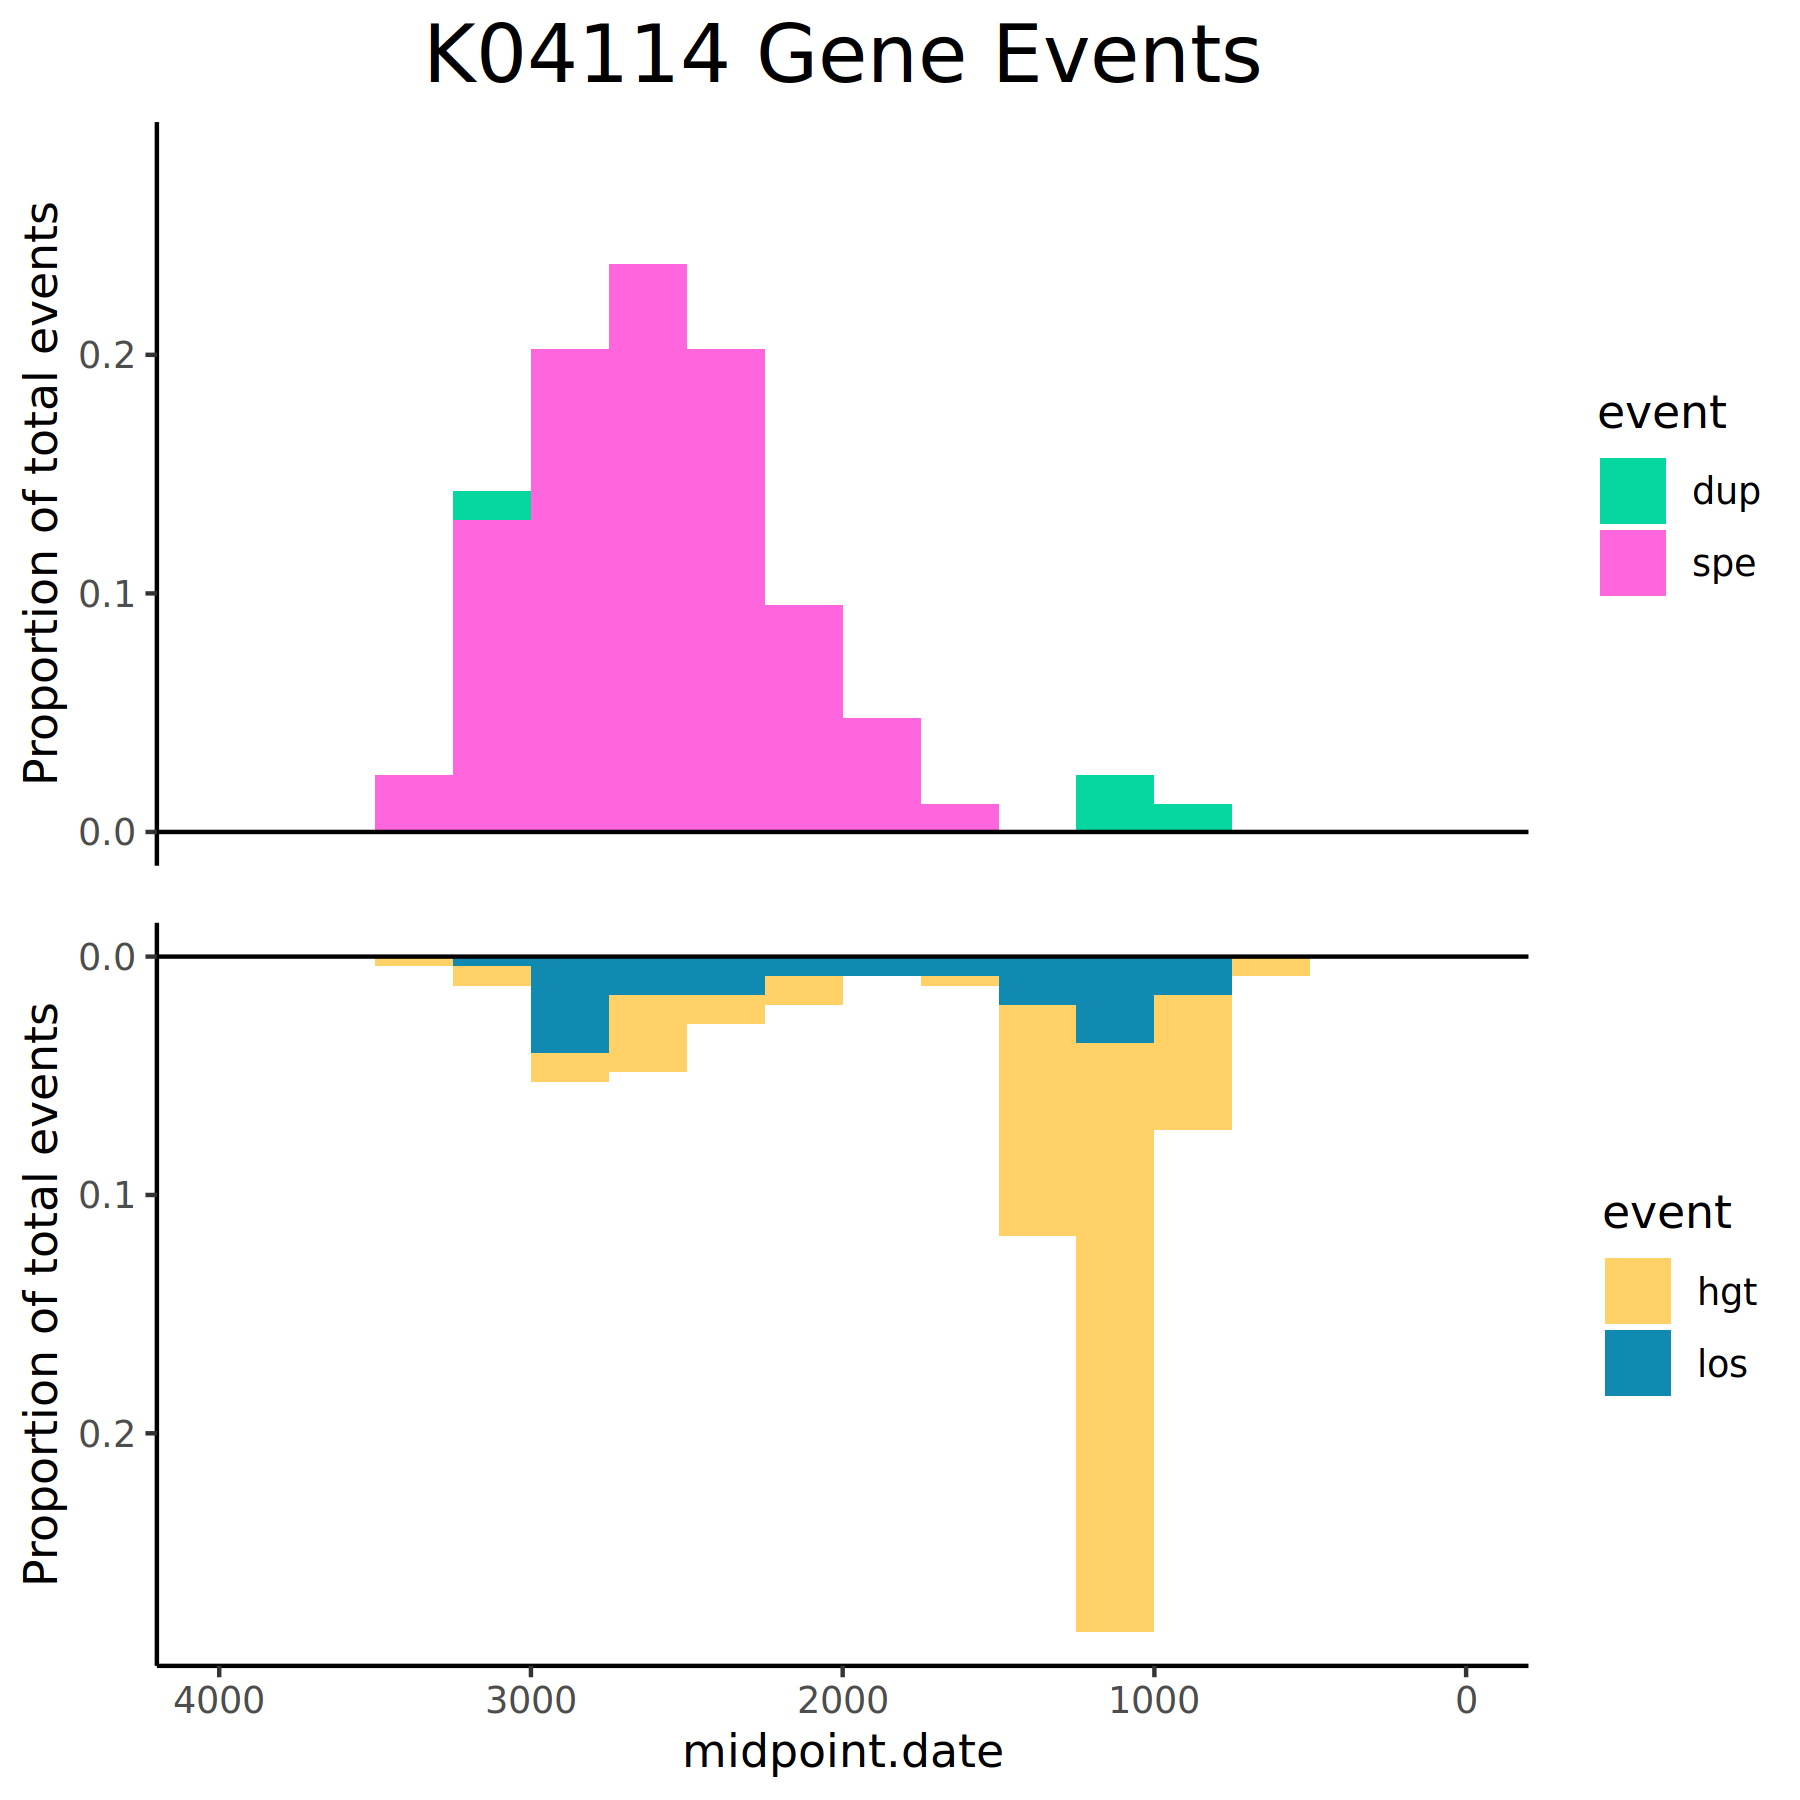 K04114 Gene Events
Proportion of total events
0.2
0.1
0.0
event
dup
spe
Proportion of total events
0.0
0.1
0.2
event
hgt
los
4000 3000 2000 1000 0
midpoint.date